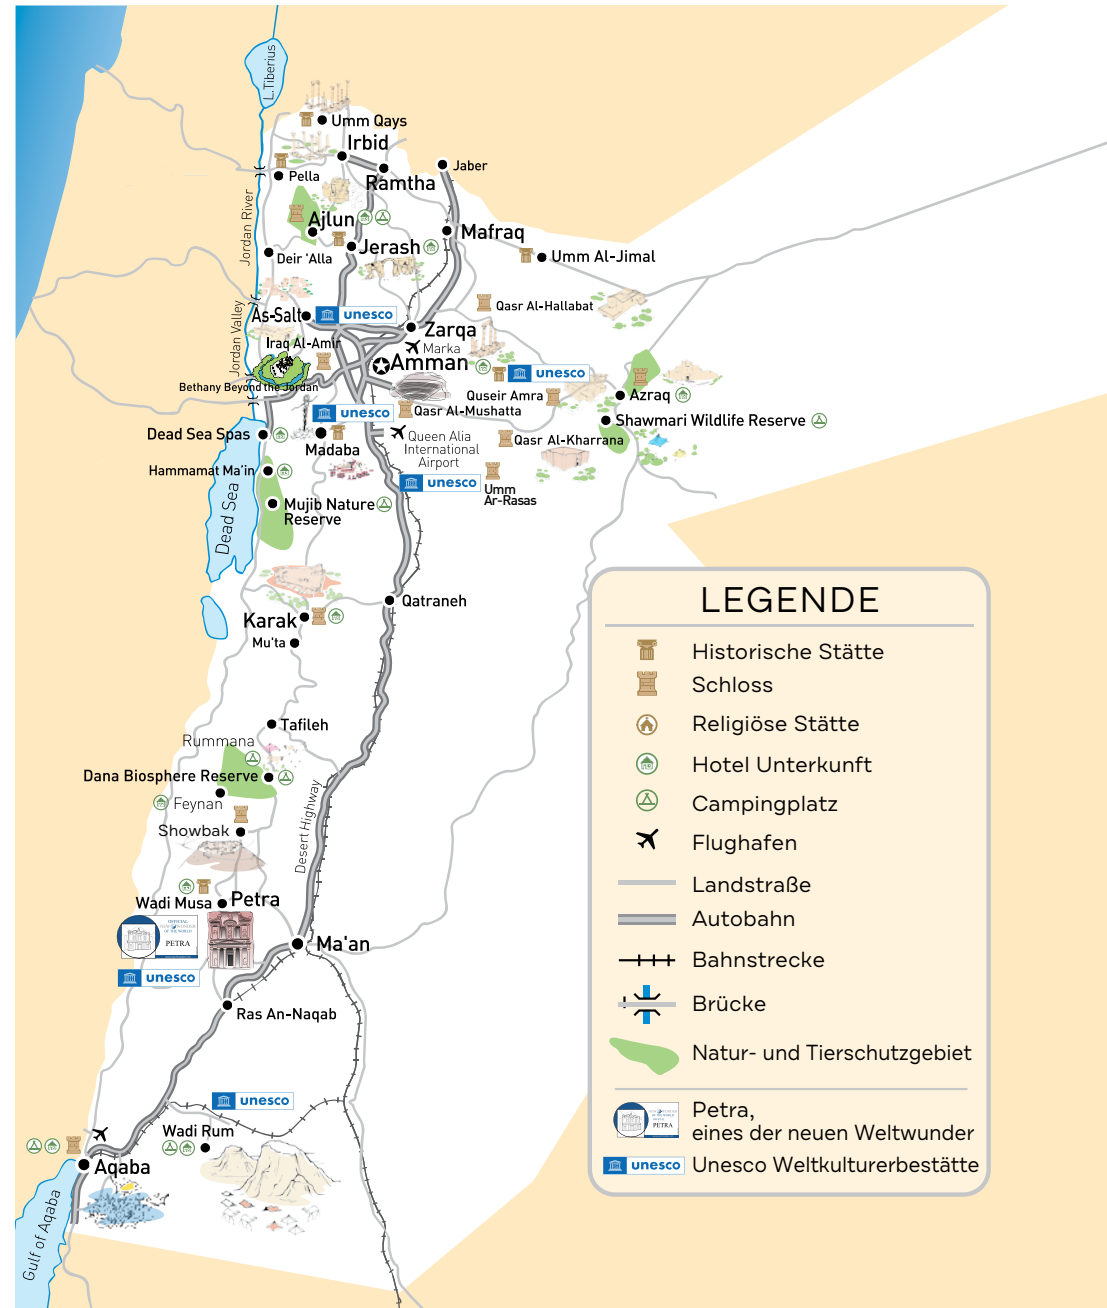 L.Tiberius
Umm Qays
Irbid
Jaber
Pella
Ramtha
Jordan River
Ajlun
Mafraq
Jerash
Umm Al-Jimal
Deir 'Alla
Qasr Al-Hallabat
As-Salt
unesco
Jordan Valley
Zarqa
Iraq Al-Amir
Marka
Amman
unesco
Bethany Beyond the Jordan
Quseir Amra
Azraq
unesco
Qasr Al-Mushatta
Shawmari Wildlife Reserve
Dead Sea Spas
Madaba
Queen Alia
International
Airport
Qasr Al-Kharrana
Hammamat Ma'in
unesco
Umm
Ar-Rasas
Dead Sea
Mujib Nature
Reserve
Qatraneh
Karak
Mu'ta
Tafileh
Rummana
Dana Biosphere Reserve
Feynan
Desert Highway
Showbak
Wadi Musa
Petra
OFFICIAL
OF THE WORLD
PETRA
Ma'an
unesco
Ras An-Naqab
unesco
Wadi Rum
Aqaba
Gulf of Aqaba
LEGENDE
Historische Stätte
Schloss
Religiöse Stätte
Hotel Unterkunft
Campingplatz
Flughafen
Landstraße
Autobahn
Bahnstrecke
Brücke
Natur- und Tierschutzgebiet
PETRA
Petra,
eines der neuen Weltwunder
unesco
Unesco Weltkulturerbestätte